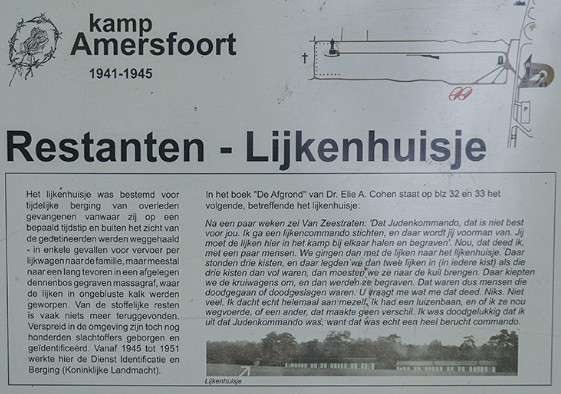 kamp
Amersfoort
1941-1945
Restanten - Lijkenhuisje
Het lijkenhuisje was bestemd voor
tijdelijke berging van overleden
gevangenen vanwaar zij op een
bepaald tijdstip en buiten het zicht van
de gedetineerden werden weggehaald
- in enkele gevallen voor vervoer per
lijkwagen naar de familie, maar meestal
naar een lang tevoren in een afgelegen
dennenbos gegraven massagraf, waar
de lijken in ongebluste kalk werden
geworpen. Van de stoffelijke resten
is vaak niets meer teruggevonden.
Verspreid in de omgeving zijn toch nog
honderden slachtoffers geborgen en
geïdentificeerd. Vanaf 1945 tot 1951
werkte hier de Dienst Identificatie en
Berging (Koninklijke Landmacht).
In het boek "De Afgrond" van Dr. Elie A. Cohen staat op blz 32 en 33 het
volgende, betreffende het lijkenhuisje:
Na een paar weken zei Van Zeestraten: 'Dat Judenkommando, dat is niet best
voor jou. Ik ga een lijkencommando stichten, en daar wordt jij voorman van. Jij
moet de lijken hier in het kamp bij elkaar halen en begraven'. Nou, dat deed ik,
met een paar mensen. We gingen dan met de lijken naar het lijkenhuisje. Daar
stonden drie kisten, en daar legden we dan twee lijken in (in iedere kist) als die
drie kisten dan vol waren, dan moesten we ze naar de kuil brengen. Daar kiepten
we de kruiwagens om, en dan werden ze begraven. Dat waren dus mensen die
doodgegaan of doodgeslagen waren. U vraagt me wat me dat deed. Niks. Niet
veel. Ik dacht echt helemaal aan mezelf. Ik had een luizenbaan, en of ik ze nou
wegvoerde, of een ander, dat maakte geen verschil. Ik was doodgelukkig dat ik
uit dat Judenkommando was, want dat was echt een heel berucht commando.
Lijkenhuisje